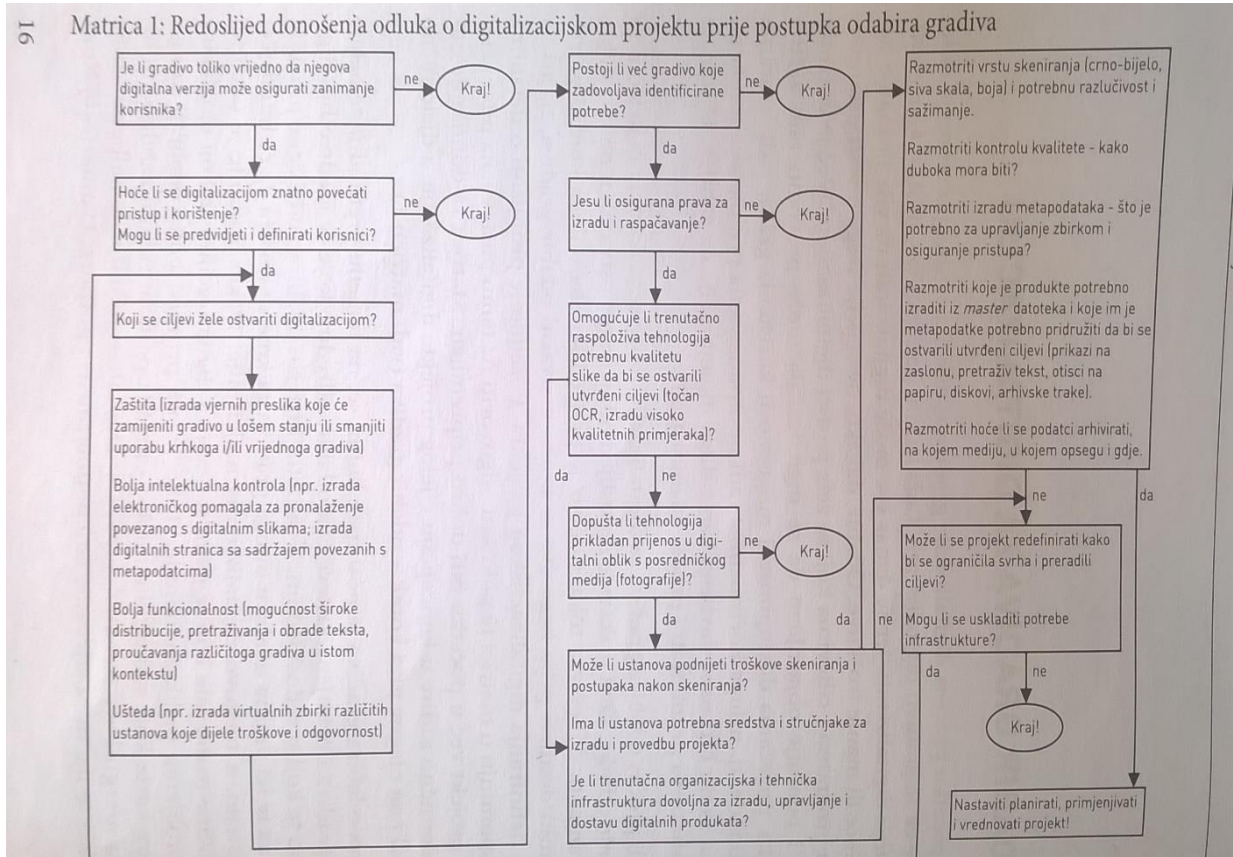 16
Matrica 1: Redoslijed donošenja odluka o digitalizacijskom projektu prije postupka odabira gradiva
Je li gradivo toliko vrijedno da njegova
digitalna verzija može osigurati zanimanje
korisnika?
ne
Kraj!
da
Hoće li se digitalizacijom znatno povećati
pristup i korištenje?
Mogu li se predvidjeti i definirati korisnici?
ne
Kraj!
da
Koji se ciljevi žele ostvariti digitalizacijom?
Zaštita (izrada vjernih preslika koje će
zamijeniti gradivo u lošem stanju ili smanjiti
uporabu krhkoga i/ili vrijednoga gradiva)
Bolja intelektualna kontrola (npr. izrada
elektroničkog pomagala za pronalaženje
povezanog s digitalnim slikama; izrada
digitalnih stranica sa sadržajem povezanih s
metapodatcima)
Bolja funkcionalnost (mogućnost široke
distribucije, pretraživanja i obrade teksta,
proučavanja različitoga gradiva u istom
kontekstu)
Ušteda (npr. izrada virtualnih zbirki različitih
ustanova koje dijele troškove i odgovornost)
Postoji li već gradivo koje
zadovoljava identificirane
potrebe?
ne
Kraj!
da
Jesu li osigurana prava za
izradu i raspačavanje?
ne
Kraj!
da
Omogućuje li trenutačno
raspoloživa tehnologija
potrebnu kvalitetu
slike da bi se ostvarili
utvrđeni ciljevi (točan
OCR, izradu visoko
kvalitetnih primjeraka)?
da
ne
Dopušta li tehnologija
prikladan prijenos u digi-
talni oblik s posredničkog
medija (fotografije)?
ne
Kraj!
da
Može li ustanova podnijeti troškove skeniranja i
postupaka nakon skeniranja?
Ima li ustanova potrebna sredstva i stručnjake za
izradu i provedbu projekta?
Je li trenutačna organizacijska i tehnička
infrastruktura dovoljna za izradu, upravljanje i
dostavu digitalnih produkata?
da
ne
Razmotriti vrstu skeniranja (crno-bijelo,
siva skala, boja) i potrebnu razlučivost i
sažimanje.
Razmotriti kontrolu kvalitete - kako
duboka mora biti?
Razmotriti izradu metapodataka - što je
potrebno za upravljanje zbirkom i
osiguranje pristupa?
Razmotriti koje je produkte potrebno
izraditi iz master datoteka i koje im je
metapodatke potrebno pridružiti da bi se
ostvarili utvrđeni ciljevi (prikazi na
zaslonu, pretraživ tekst, otisci na
papiru, diskovi, arhivske trake).
Razmotriti hoće li se podatci arhivirati,
na kojem mediju, u kojem opsegu i gdje.
ne
da
Može li se projekt redefinirati kako
bi se ograničila svrha i preradili
ciljevi?
Mogu li se uskladiti potrebe
infrastrukture?
da
ne
Kraj!
Nastaviti planirati, primjenjivati
i vrednovati projekt!